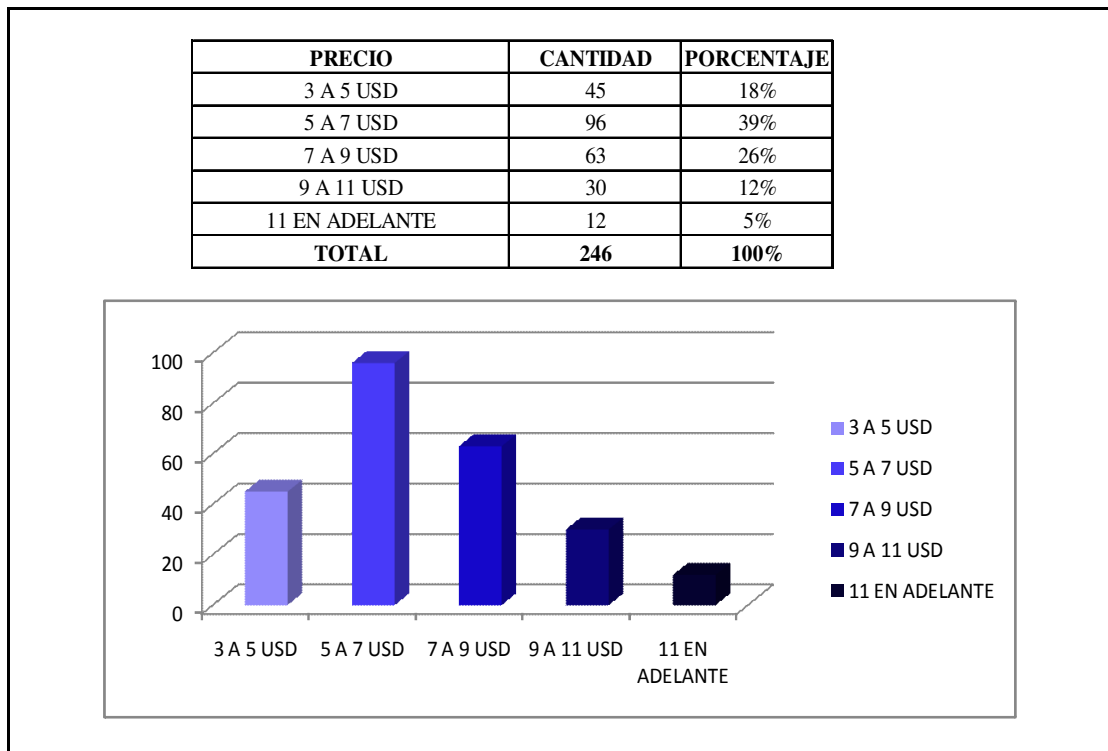 PRECIO CANTIDAD PORCENTAJE
3 A 5 USD 45 18%
5 A 7 USD 96 39%
7 A 9 USD 63 26%
9 A 11 USD 30 12%
11 EN ADELANTE 12 5%
TOTAL 246 100%
100
80
60
40
20
0
3 A 5 USD 5 A 7 USD 7 A 9 USD 9 A 11 USD 11 EN
ADELANTE
3 A 5 USD
5 A 7 USD
7 A 9 USD
9 A 11 USD
11 EN ADELANTE